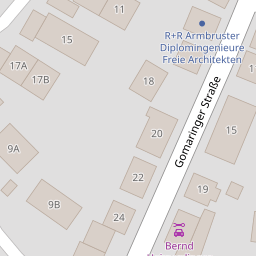 11
R+R Armbruster
Diplomingenieure
Freie Architekten
15
17A
17B
18
Gomaringer Straße
20
15
9A
22
19
9B
24
Bernd